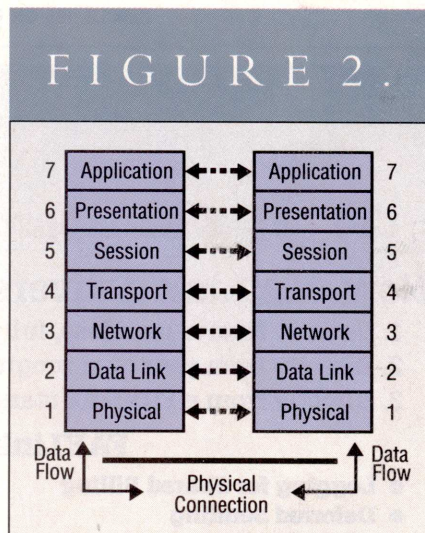 FIGURE 2.
7 Application Application 7
6 Presentation Presentation 6
5 Session Session 5
4 Transport Transport 4
3 Network Network 3
2 Data Link Data Link 2
1 Physical Physical 1
Data Flow
Physical Connection
Data Flow